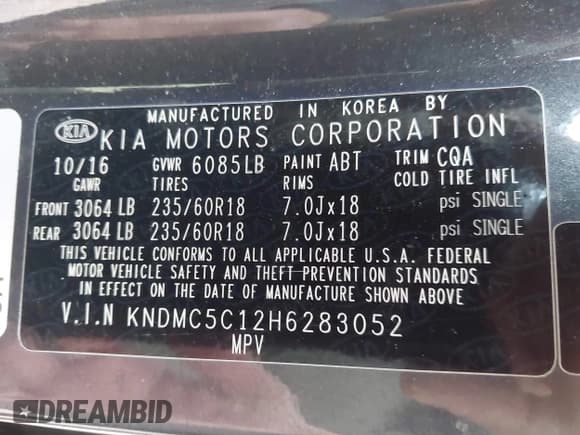 MANUFACTURED IN KOREA BY
KIA KIA MOTORS CORPORATION
10/16 GVWR 6085LB PAINT ABT TRIM CQA
GAWR TIRES RIMS COLD TIRE INFL
FRONT 3064 LB 235/60R18 7.0Jx18 psi SINGLE
REAR 3064 LB 235/60R18 7.0Jx18 psi SINGLE
THIS VEHICLE CONFORMS TO ALL APPLICABLE U.S.A. FEDERAL
MOTOR VEHICLE SAFETY AND THEFT PREVENTION STANDARDS
IN EFFECT ON THE DATE OF MANUFACTURE SHOWN ABOVE
V.I.N KNDMC5C12H6283052
MPV
DREAMBID